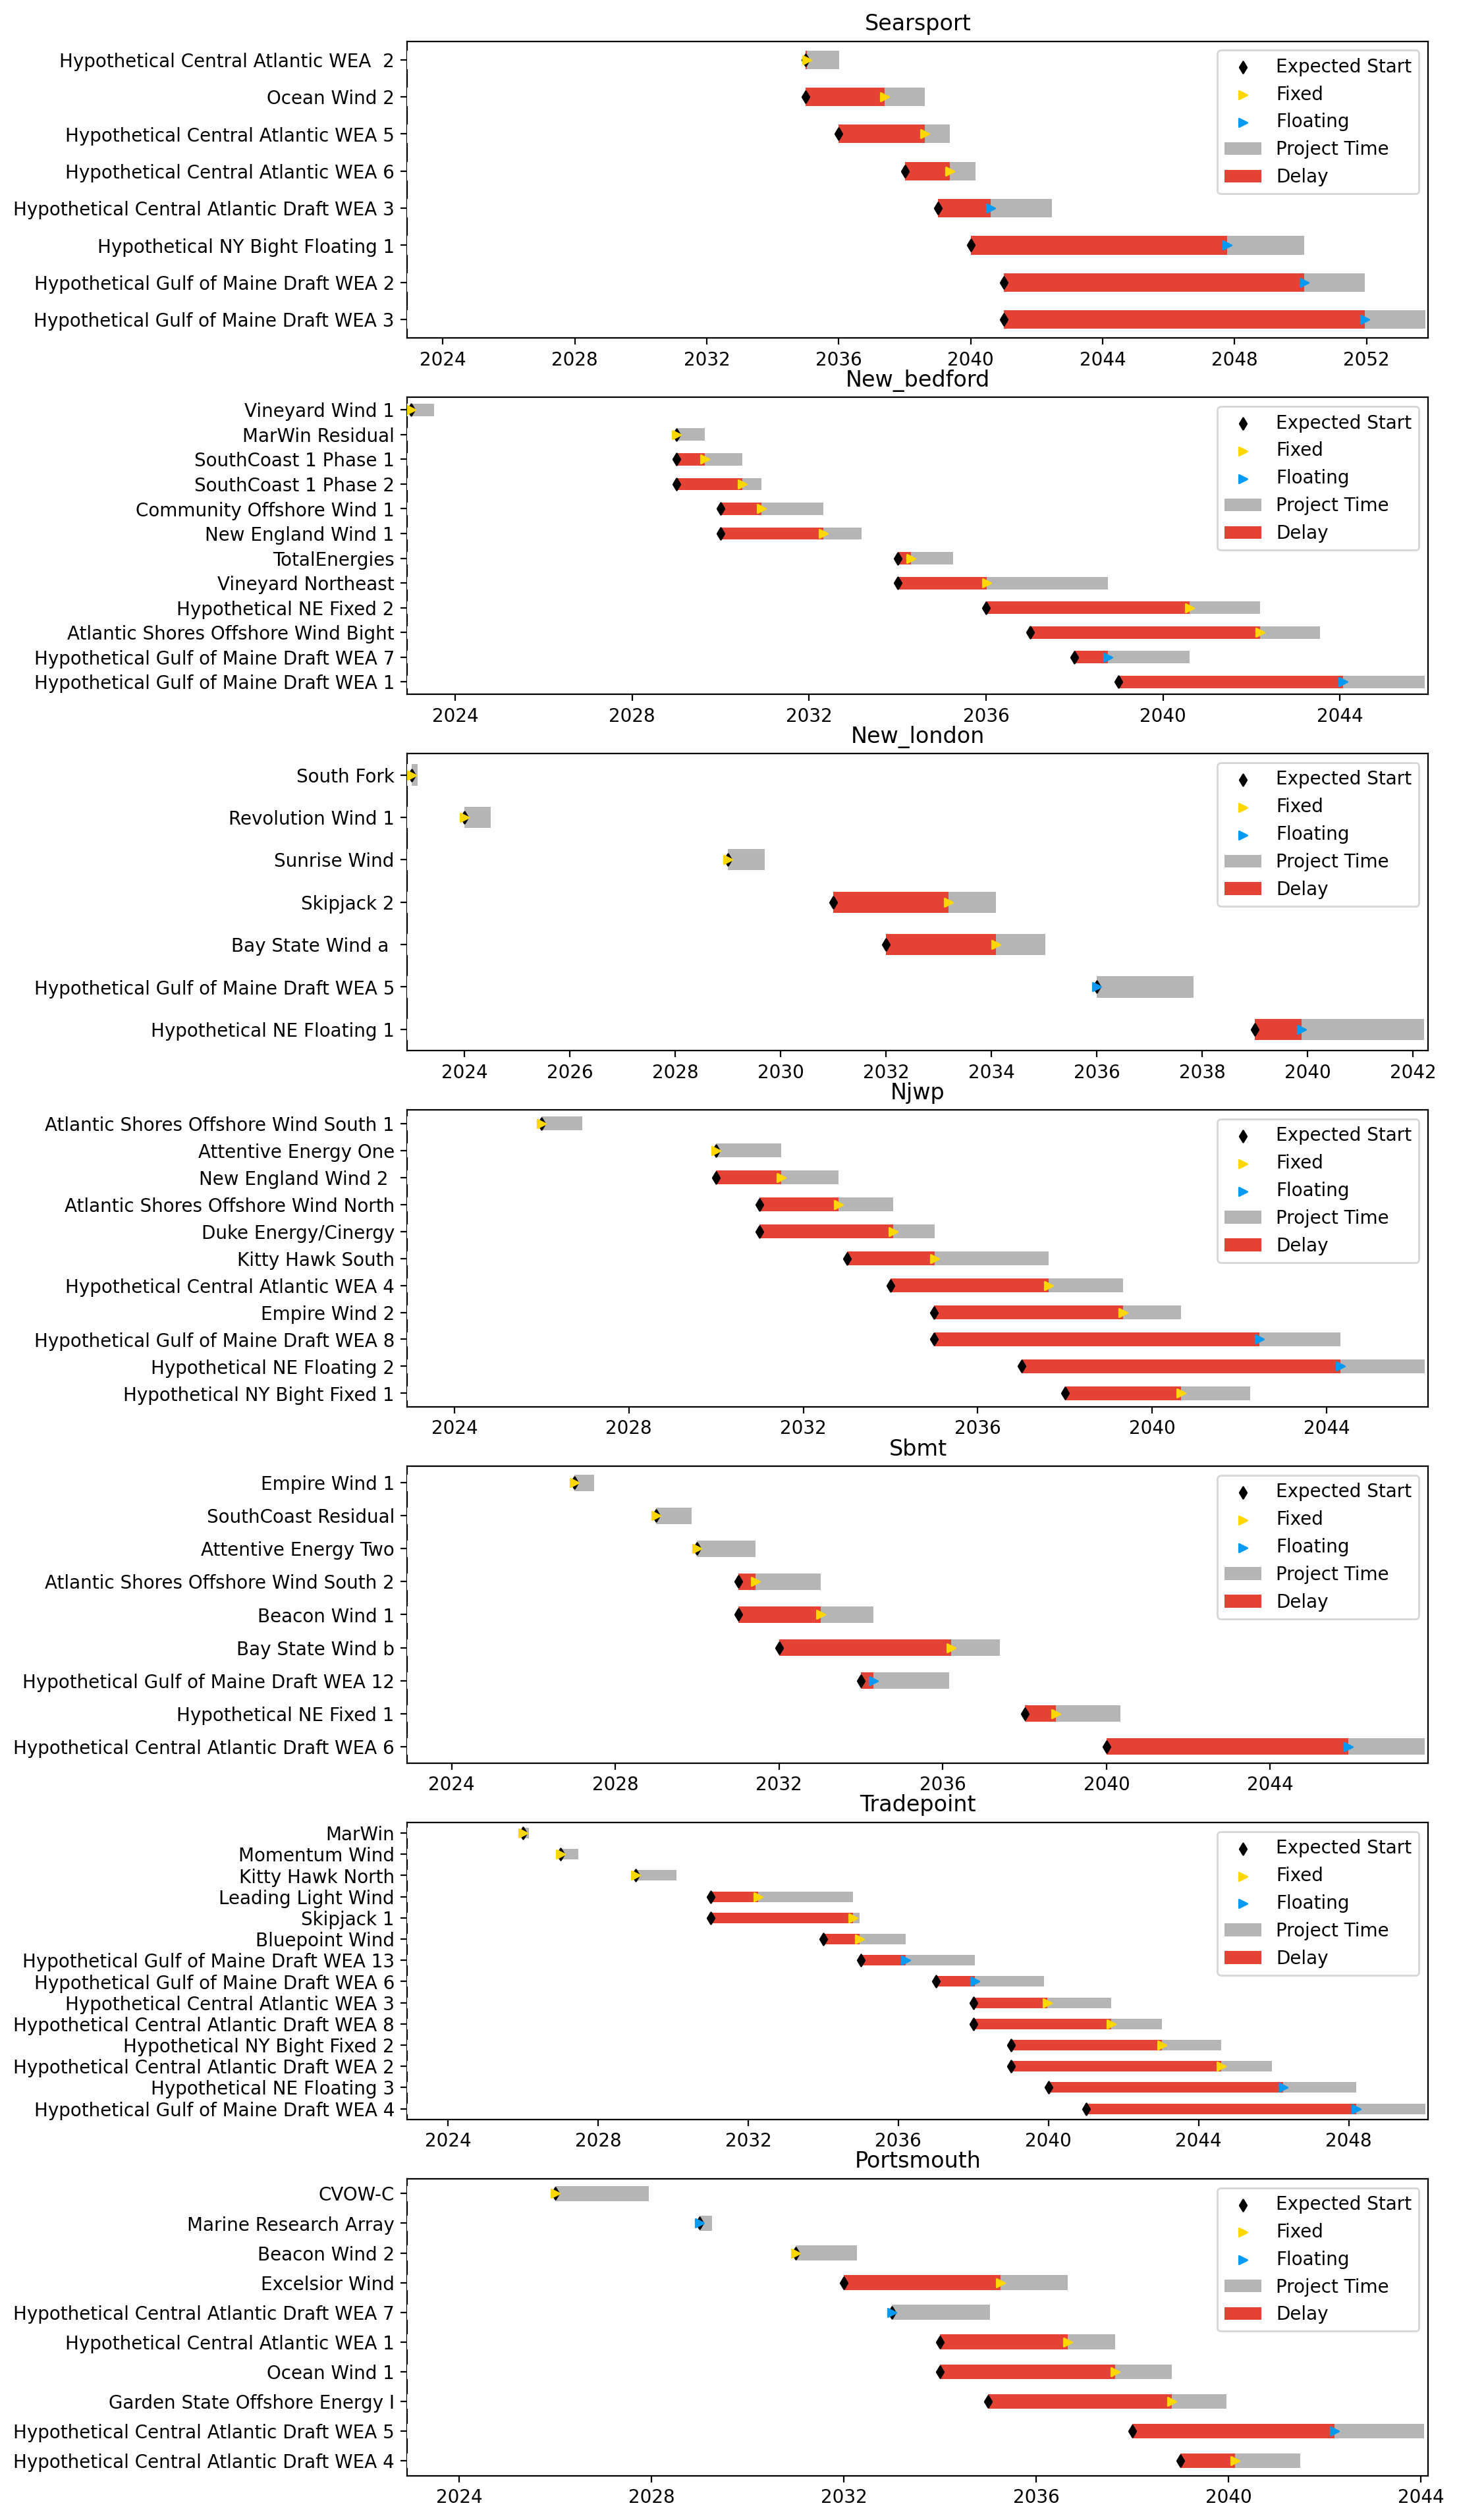 Searsport
Hypothetical Central Atlantic WEA  2
Ocean Wind 2
Hypothetical Central Atlantic WEA 5
Hypothetical Central Atlantic WEA 6
Hypothetical Central Atlantic Draft WEA 3
Hypothetical NY Bight Floating 1
Hypothetical Gulf of Maine Draft WEA 2
Hypothetical Gulf of Maine Draft WEA 3
Expected Start
Fixed
Floating
Project Time
Delay
2024 2028 2032 2036 2040 2044 2048 2052
New_bedford
Vineyard Wind 1
MarWin Residual
SouthCoast 1 Phase 1
SouthCoast 1 Phase 2
Community Offshore Wind 1
New England Wind 1
TotalEnergies
Vineyard Northeast
Hypothetical NE Fixed 2
Atlantic Shores Offshore Wind Bight
Hypothetical Gulf of Maine Draft WEA 7
Hypothetical Gulf of Maine Draft WEA 1
Expected Start
Fixed
Floating
Project Time
Delay
2024 2028 2032 2036 2040 2044
New_london
South Fork
Revolution Wind 1
Sunrise Wind
Skipjack 2
Bay State Wind a
Hypothetical Gulf of Maine Draft WEA 5
Hypothetical NE Floating 1
Expected Start
Fixed
Floating
Project Time
Delay
2024 2026 2028 2030 2032 2034 2036 2038 2040 2042
Njwp
Atlantic Shores Offshore Wind South 1
Attentive Energy One
New England Wind 2
Atlantic Shores Offshore Wind North
Duke Energy/Cinergy
Kitty Hawk South
Hypothetical Central Atlantic WEA 4
Empire Wind 2
Hypothetical Gulf of Maine Draft WEA 8
Hypothetical NE Floating 2
Hypothetical NY Bight Fixed 1
Expected Start
Fixed
Floating
Project Time
Delay
2024 2028 2032 2036 2040 2044
Sbmt
Empire Wind 1
SouthCoast Residual
Attentive Energy Two
Atlantic Shores Offshore Wind South 2
Beacon Wind 1
Bay State Wind b
Hypothetical Gulf of Maine Draft WEA 12
Hypothetical NE Fixed 1
Hypothetical Central Atlantic Draft WEA 6
Expected Start
Fixed
Floating
Project Time
Delay
2024 2028 2032 2036 2040 2044
Tradepoint
MarWin
Momentum Wind
Kitty Hawk North
Leading Light Wind
Skipjack 1
Bluepoint Wind
Hypothetical Gulf of Maine Draft WEA 13
Hypothetical Gulf of Maine Draft WEA 6
Hypothetical Central Atlantic WEA 3
Hypothetical Central Atlantic Draft WEA 8
Hypothetical NY Bight Fixed 2
Hypothetical Central Atlantic Draft WEA 2
Hypothetical NE Floating 3
Hypothetical Gulf of Maine Draft WEA 4
Expected Start
Fixed
Floating
Project Time
Delay
2024 2028 2032 2036 2040 2044 2048
Portsmouth
CVOW-C
Marine Research Array
Beacon Wind 2
Excelsior Wind
Hypothetical Central Atlantic Draft WEA 7
Hypothetical Central Atlantic WEA 1
Ocean Wind 1
Garden State Offshore Energy I
Hypothetical Central Atlantic Draft WEA 5
Hypothetical Central Atlantic Draft WEA 4
Expected Start
Fixed
Floating
Project Time
Delay
2024 2028 2032 2036 2040 2044